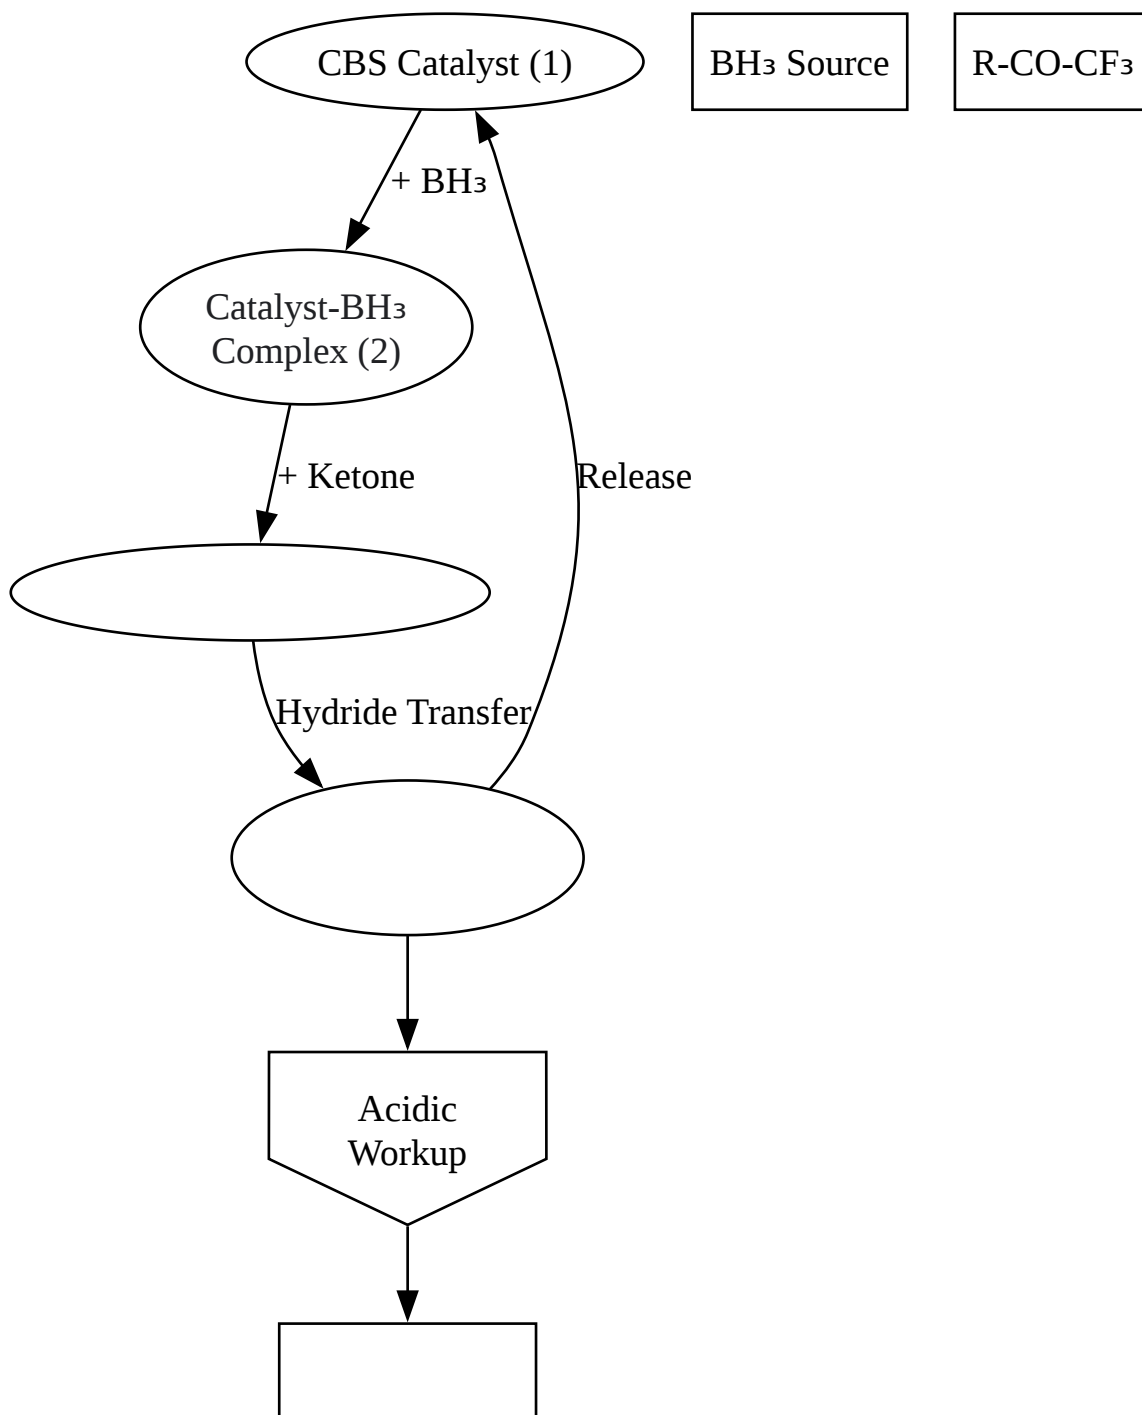 CBS Catalyst (1)
BH₃ Source
R-CO-CF₃
+ BH₃
Catalyst-BH₃
Complex (2)
+ Ketone
Release
Hydride Transfer
Acidic
Workup